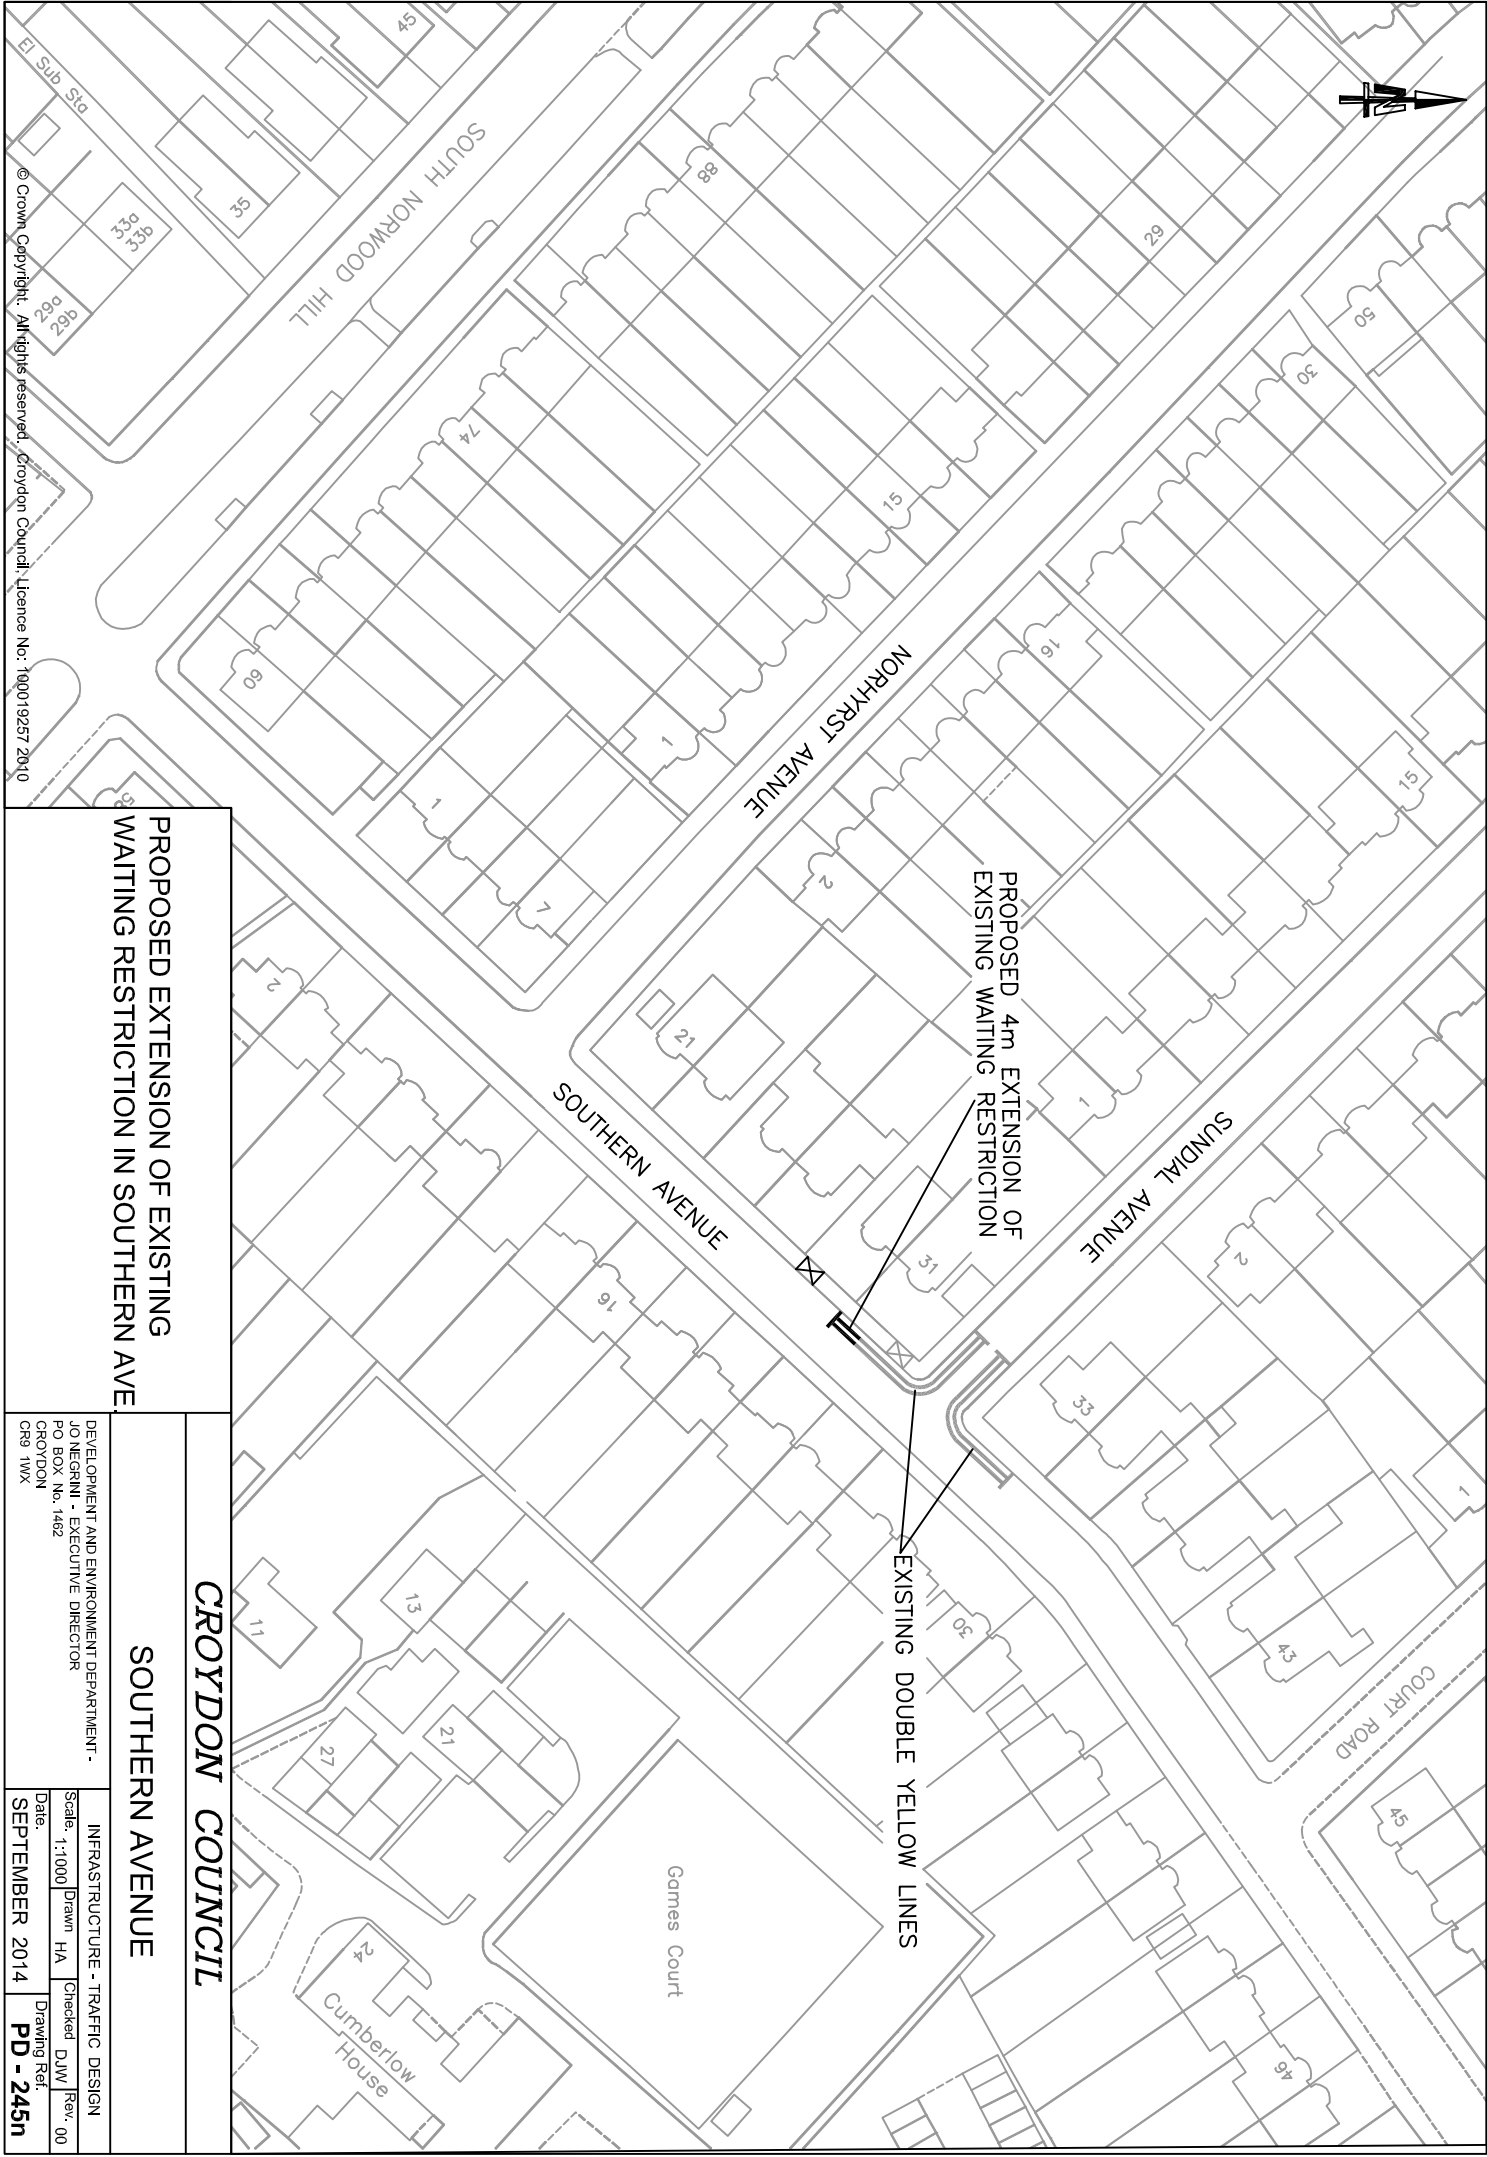 45
El Sub Sta
35
33a
33b
29a
29b
SOUTH NORWOOD HILL
88
74
60
29
15
1
1
7
50
30
16
2
NORHYRST AVENUE
15
1
21
31
PROPOSED 4m EXTENSION OF
EXISTING WAITING RESTRICTION
SUNDIAL AVENUE
SOUTHERN AVENUE
2
16
30
46
2
33
1
43
COURT ROAD
45
EXISTING DOUBLE YELLOW LINES
13
11
21
27
24
Cumberlow
House
Games Court
N
© Crown Copyright. All rights reserved. Croydon Council, Licence No: 100019257 2010
PROPOSED EXTENSION OF EXISTING
WAITING RESTRICTION IN SOUTHERN AVE.
CROYDON COUNCIL
SOUTHERN AVENUE
DEVELOPMENT AND ENVIRONMENT DEPARTMENT -
JO NEGRINI - EXECUTIVE DIRECTOR
PO BOX No. 1462
CROYDON
CR9 1WX
INFRASTRUCTURE - TRAFFIC DESIGN
Scale. 1:1000 Drawn HA Checked DJW Rev. 00
Date.
SEPTEMBER 2014
Drawing Ref.
PD - 245n